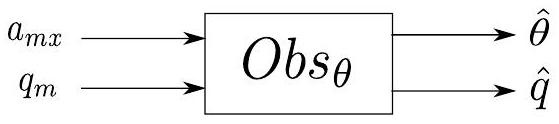 a_{mx}
q_m
Obs_θ
θ̂
q̂